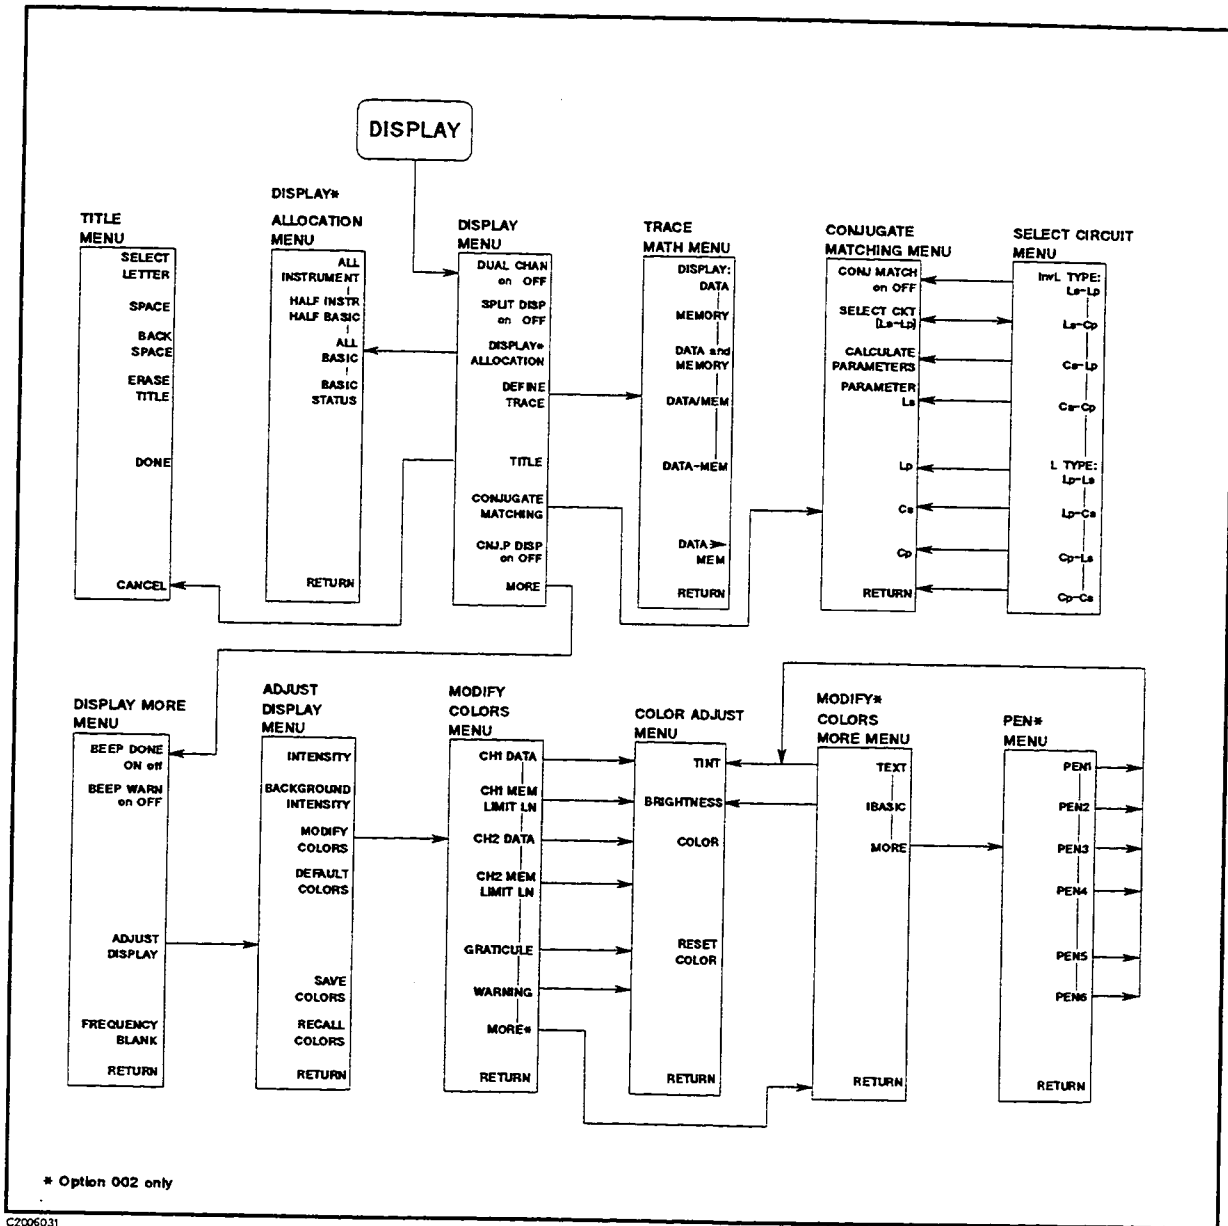 DISPLAY
TITLE
MENU
SELECT
LETTER
SPACE
BACK
SPACE
ERASE
TITLE
DONE
CANCEL
DISPLAY*
ALLOCATION
MENU
ALL
INSTRUMENT
HALF INSTR
HALF BASIC
ALL
BASIC
BASIC
STATUS
RETURN
DISPLAY
MENU
DUAL CHAN
on OFF
SPLIT DISP
on OFF
DISPLAY*
ALLOCATION
DEFINE
TRACE
TITLE
CONJUGATE
MATCHING
CNJ.P DISP
on OFF
MORE
TRACE
MATH MENU
DISPLAY:
DATA
MEMORY
DATA and
MEMORY
DATA/MEM
DATA-MEM
DATA➤
MEM
RETURN
CONJUGATE
MATCHING MENU
CONJ MATCH
on OFF
SELECT CKT
[Ls-Lp]
CALCULATE
PARAMETERS
PARAMETER
Ls
Lp
Cs
Cp
RETURN
SELECT CIRCUIT
MENU
InvL TYPE:
Ls-Lp
Ls-Cp
Cs-Lp
Cs-Cp
L TYPE:
Lp-Ls
Lp-Cs
Cp-Ls
Cp-Cs
DISPLAY MORE
MENU
BEEP DONE
ON off
BEEP WARN
on OFF
ADJUST
DISPLAY
FREQUENCY
BLANK
RETURN
ADJUST
DISPLAY
MENU
INTENSITY
BACKGROUND
INTENSITY
MODIFY
COLORS
DEFAULT
COLORS
SAVE
COLORS
RECALL
COLORS
RETURN
MODIFY
COLORS
MENU
CH1 DATA
CH1 MEM
LIMIT LN
CH2 DATA
CH2 MEM
LIMIT LN
GRATICULE
WARNING
MORE*
RETURN
COLOR ADJUST
MENU
TINT
BRIGHTNESS
COLOR
RESET
COLOR
RETURN
MODIFY*
COLORS
MORE MENU
TEXT
IBASIC
MORE
RETURN
PEN*
MENU
PEN1
PEN2
PEN3
PEN4
PEN5
PEN6
RETURN
* Option 002 only
C2006031